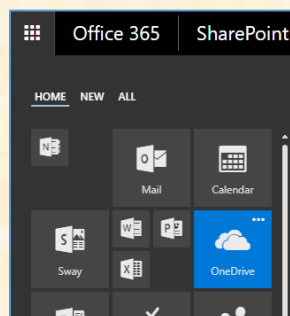 Office 365 SharePoint
HOME NEW ALL
N
o
Mail
Calendar
S
W
P
X
Sway
OneDrive